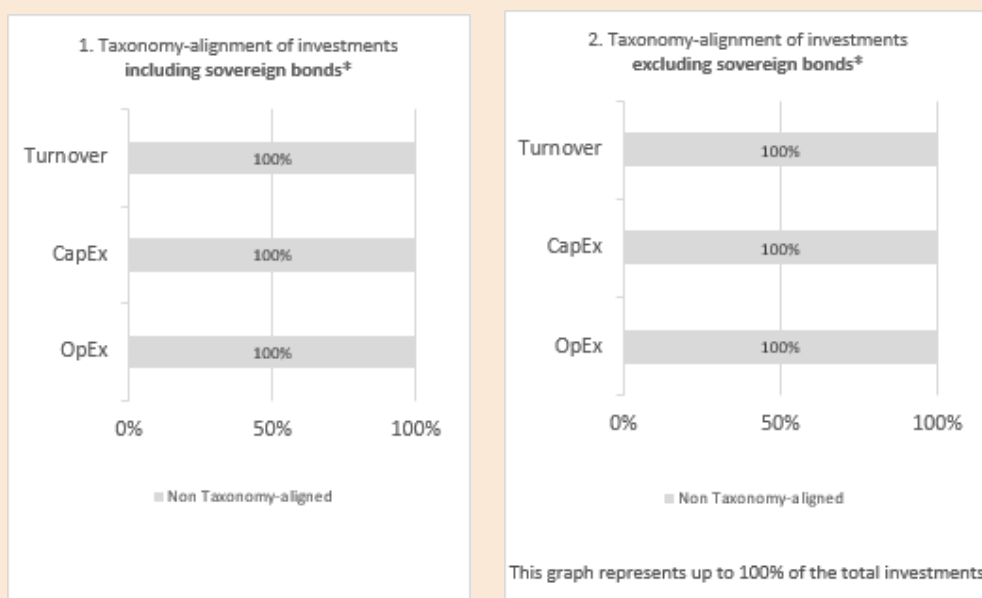 1. Taxonomy-alignment of investments
including sovereign bonds*
Turnover
100%
CapEx
100%
OpEx
100%
0%
50%
100%
Non Taxonomy-aligned
2. Taxonomy-alignment of investments
excluding sovereign bonds*
Turnover
100%
CapEx
100%
OpEx
100%
0%
50%
100%
Non Taxonomy-aligned
This graph represents up to 100% of the total investments